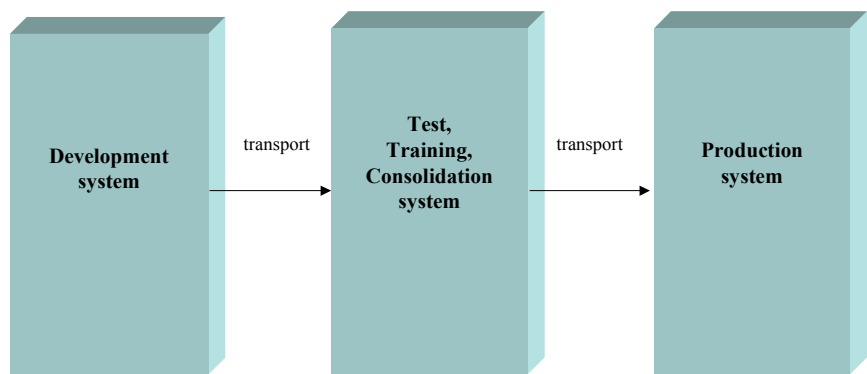 Development
system
transport
Test,
Training,
Consolidation
system
transport
Production
system